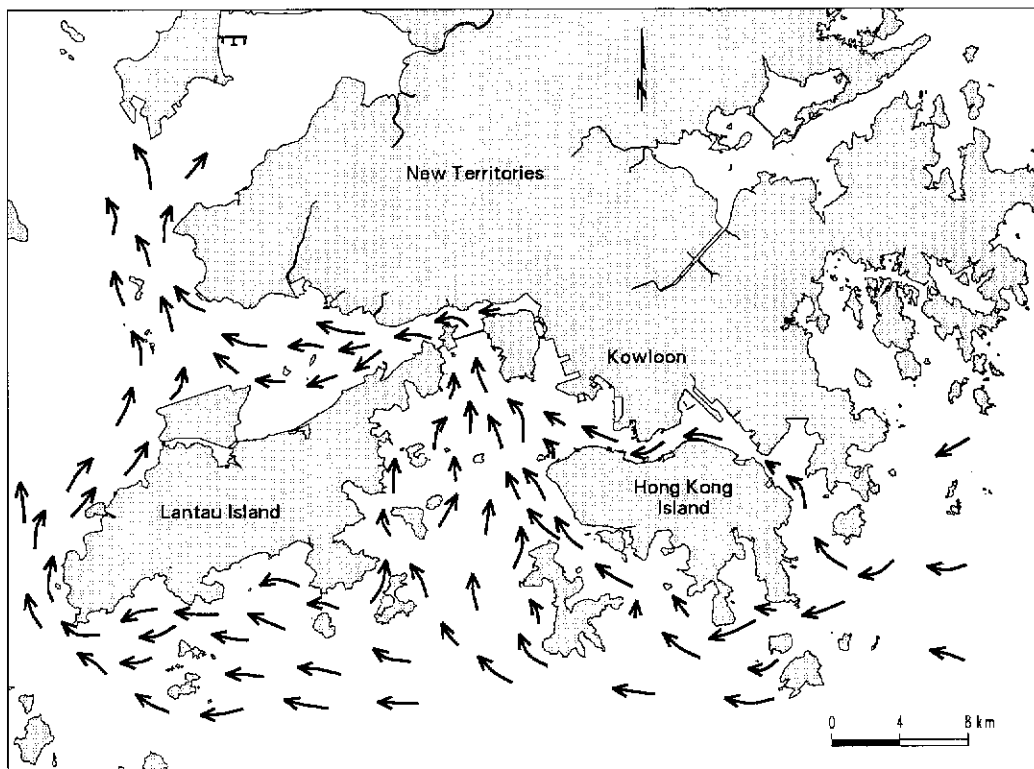 N
New Territories
Kowloon
Hong Kong
Island
Lantau Island
0 4 8 km